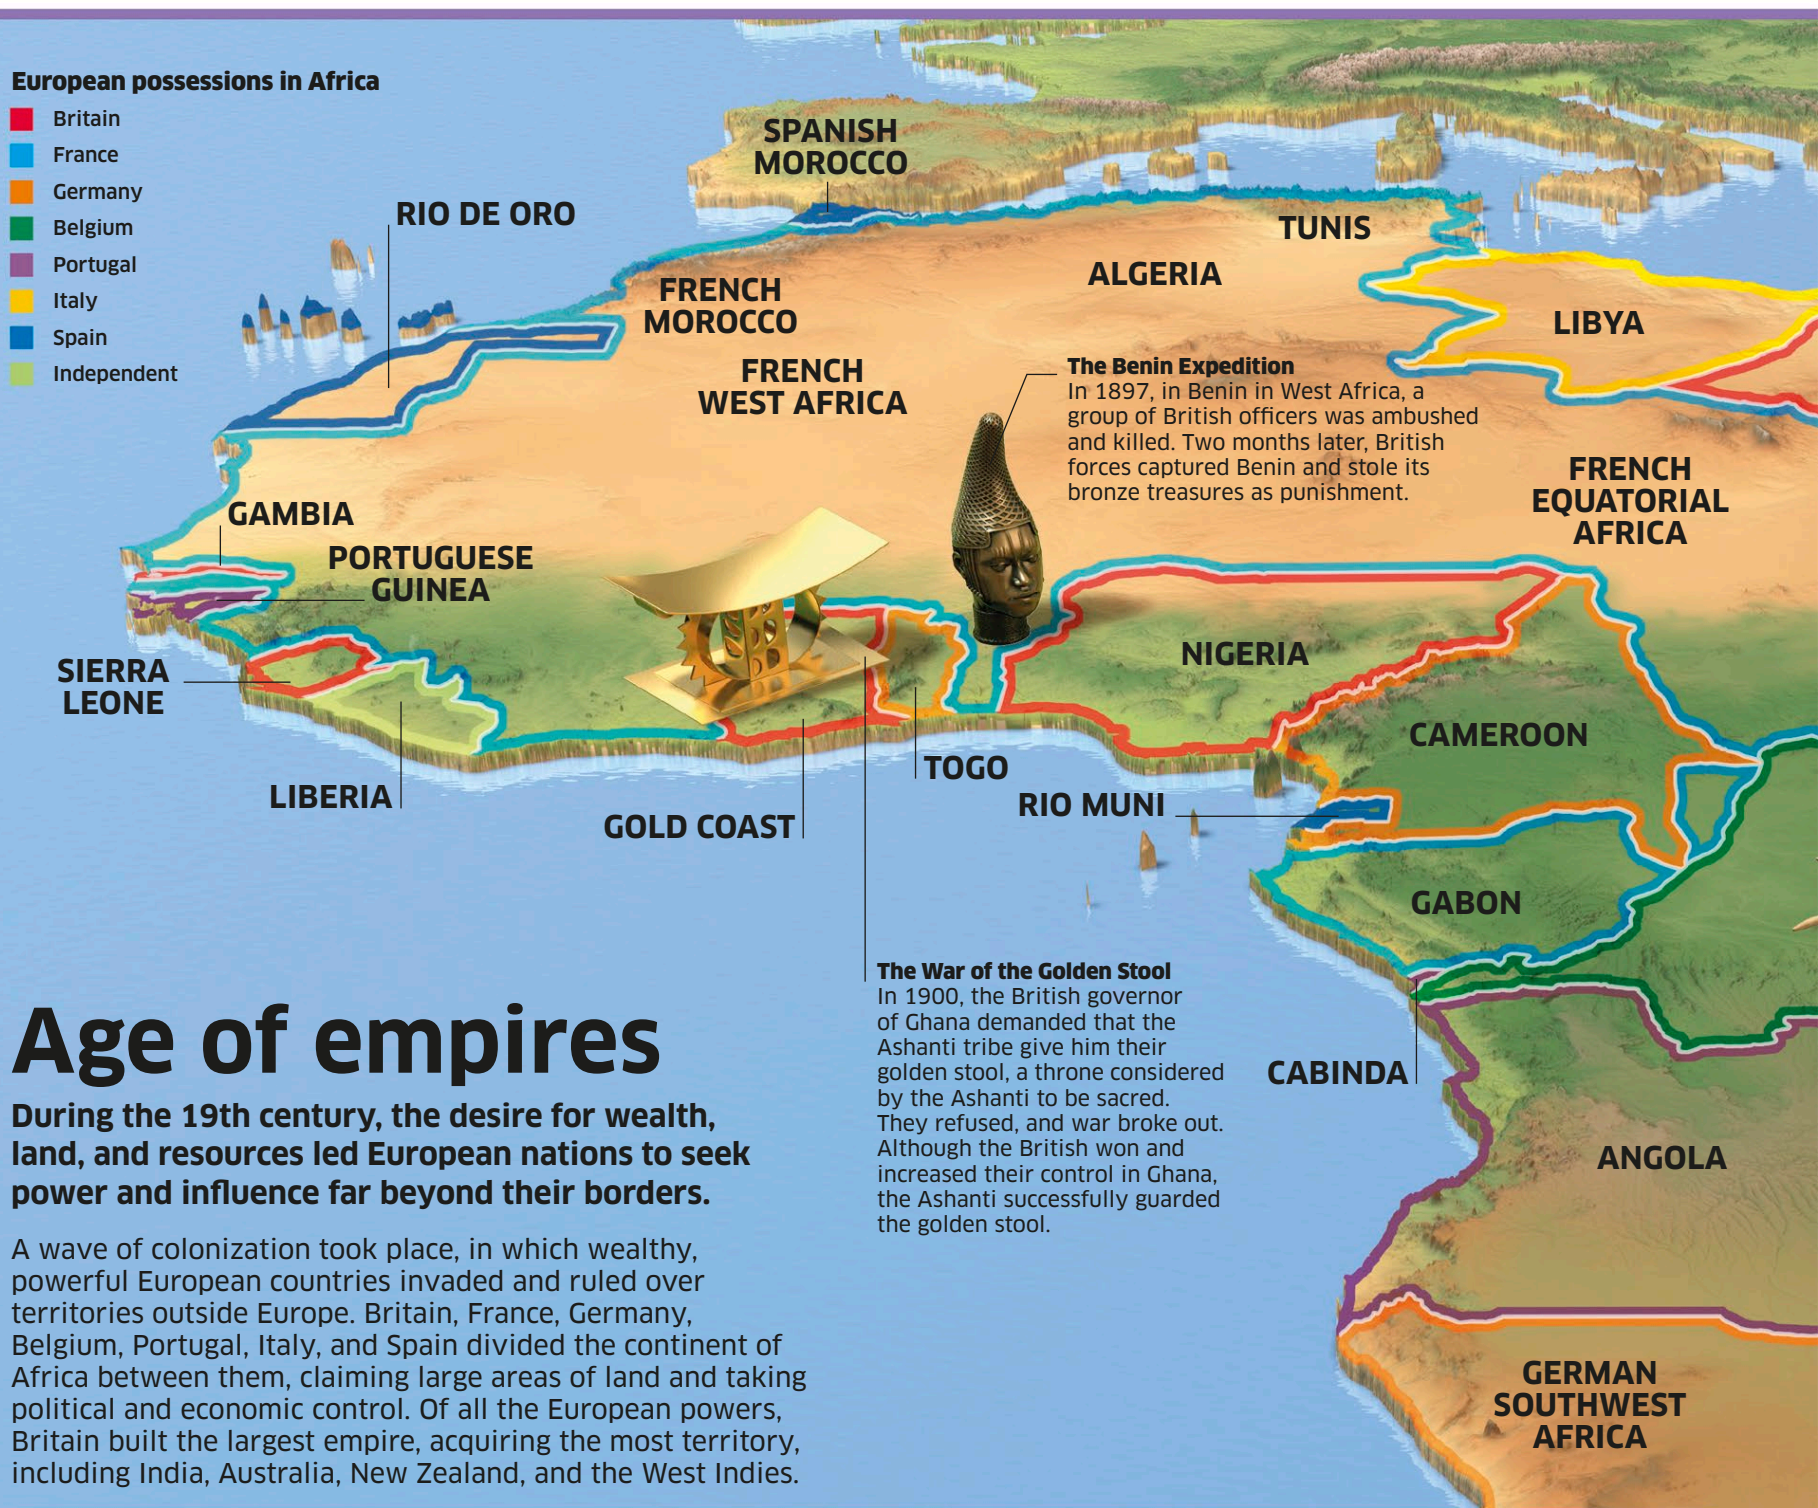 European possessions in Africa
Britain
France
Germany
Belgium
Portugal
Italy
Spain
Independent
SPANISH
MOROCCO
RIO DE ORO
TUNIS
ALGERIA
FRENCH
MOROCCO
LIBYA
FRENCH
WEST AFRICA
The Benin Expedition
In 1897, in Benin in West Africa, a
group of British officers was ambushed
and killed. Two months later, British
forces captured Benin and stole its
bronze treasures as punishment.
FRENCH
EQUATORIAL
AFRICA
GAMBIA
PORTUGUESE
GUINEA
NIGERIA
SIERRA
LEONE
CAMEROON
TOGO
LIBERIA
RIO MUNI
GOLD COAST
GABON
The War of the Golden Stool
In 1900, the British governor
of Ghana demanded that the
Ashanti tribe give him their
golden stool, a throne considered
by the Ashanti to be sacred.
They refused, and war broke out.
Although the British won and
increased their control in Ghana,
the Ashanti successfully guarded
the golden stool.
CABINDA
ANGOLA
GERMAN
SOUTHWEST
AFRICA
Age of empires
During the 19th century, the desire for wealth,
land, and resources led European nations to seek
power and influence far beyond their borders.
A wave of colonization took place, in which wealthy,
powerful European countries invaded and ruled over
territories outside Europe. Britain, France, Germany,
Belgium, Portugal, Italy, and Spain divided the continent of
Africa between them, claiming large areas of land and taking
political and economic control. Of all the European powers,
Britain built the largest empire, acquiring the most territory,
including India, Australia, New Zealand, and the West Indies.